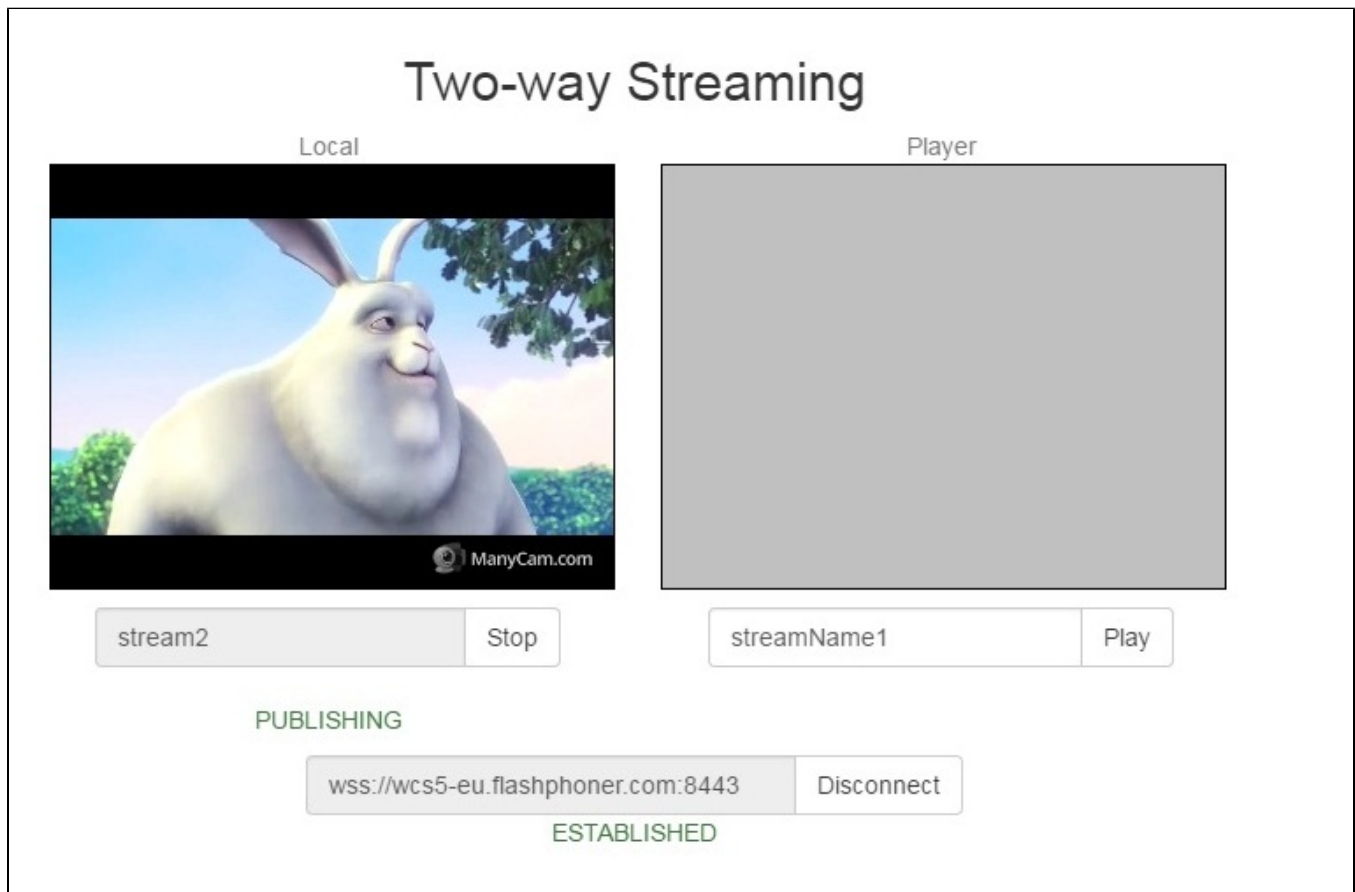 Two-way Streaming
Local
Player
ManyCam.com
stream2
Stop
streamName1
Play
PUBLISHING
wss://wcs5-eu.flashphoner.com:8443
Disconnect
ESTABLISHED